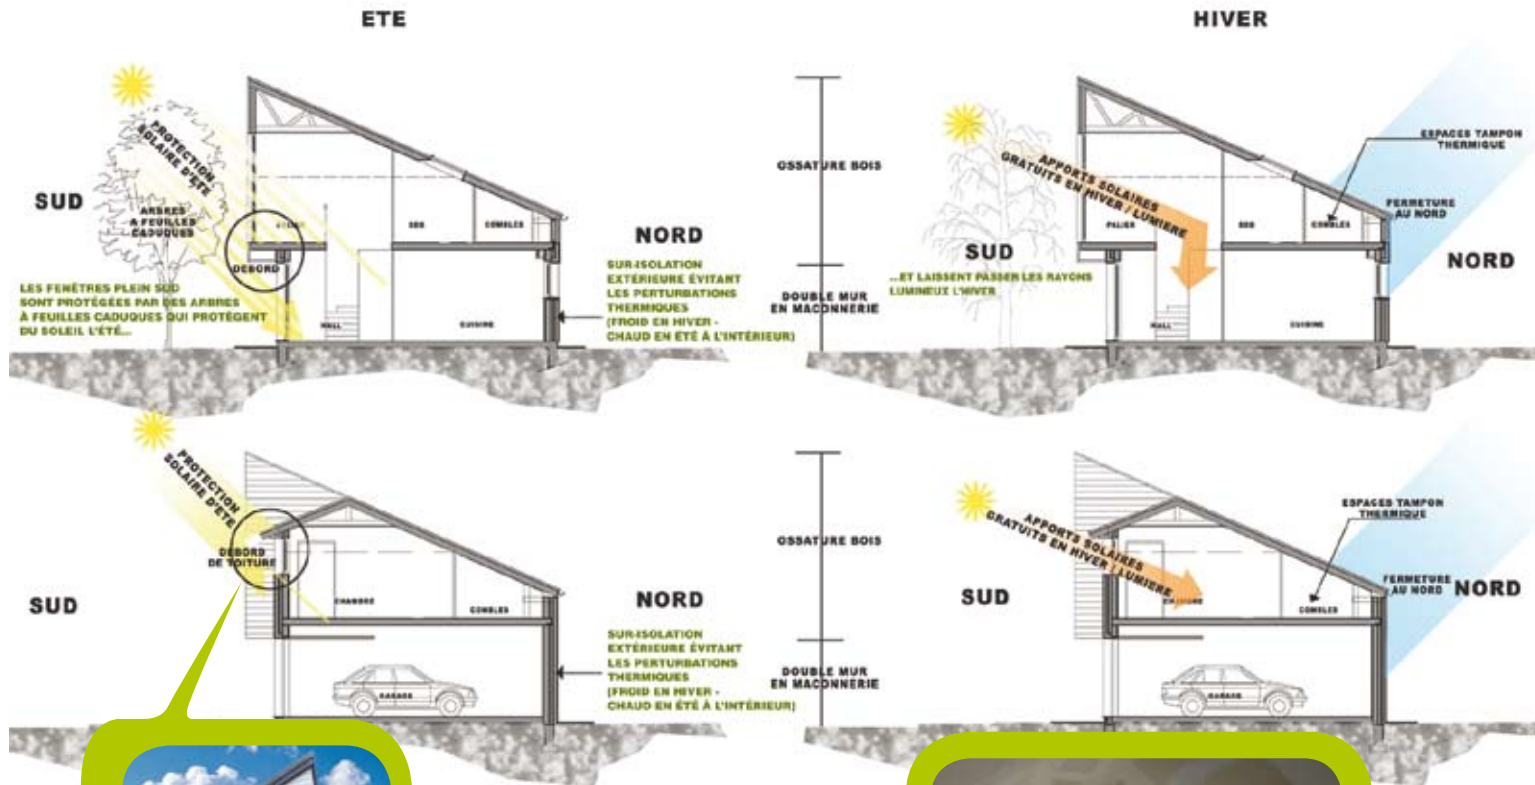 ETE
HIVER
PROTECTION
SOLAIRE D'ETE
SUD
ARBRES
A FEUILLES
CADUQUES
DEBORD
SDB
COMBLES
HALL
CUISINE
LES FENÊTRES PLEIN SUD
SONT PROTÉGÉES PAR DES ARBRES
À FEUILLES CADUQUES QUI PROTÈGENT
DU SOLEIL L'ÉTÉ...
NORD
SUR-ISOLATION
EXTÉRIEURE ÉVITANT
LES PERTURBATIONS
THERMIQUES
(FROID EN HIVER -
CHAUD EN ÉTÉ À L'INTÉRIEUR)
OSSATURE BOIS
DOUBLE MUR
EN MACONNERIE
APPORTS SOLAIRES
GRATUITS EN HIVER / LUMIERE
SUD
...ET LAISSENT PASSER LES RAYONS
LUMINEUX L'HIVER
PALIER
SDB
COMBLES
HALL
CUISINE
ESPACES TAMPON
THERMIQUE
FERMETURE
AU NORD
NORD
PROTECTION
SOLAIRE D'ETE
DEBORD
DE TOITURE
SUD
CHAMBRE
COMBLES
GARAGE
NORD
SUR-ISOLATION
EXTÉRIEURE ÉVITANT
LES PERTURBATIONS
THERMIQUES
(FROID EN HIVER -
CHAUD EN ÉTÉ À L'INTÉRIEUR)
OSSATURE BOIS
DOUBLE MUR
EN MACONNERIE
APPORTS SOLAIRES
GRATUITS EN HIVER / LUMIERE
SUD
CHAMBRE
COMBLES
GARAGE
ESPACES TAMPON
THERMIQUE
FERMETURE
AU NORD
NORD